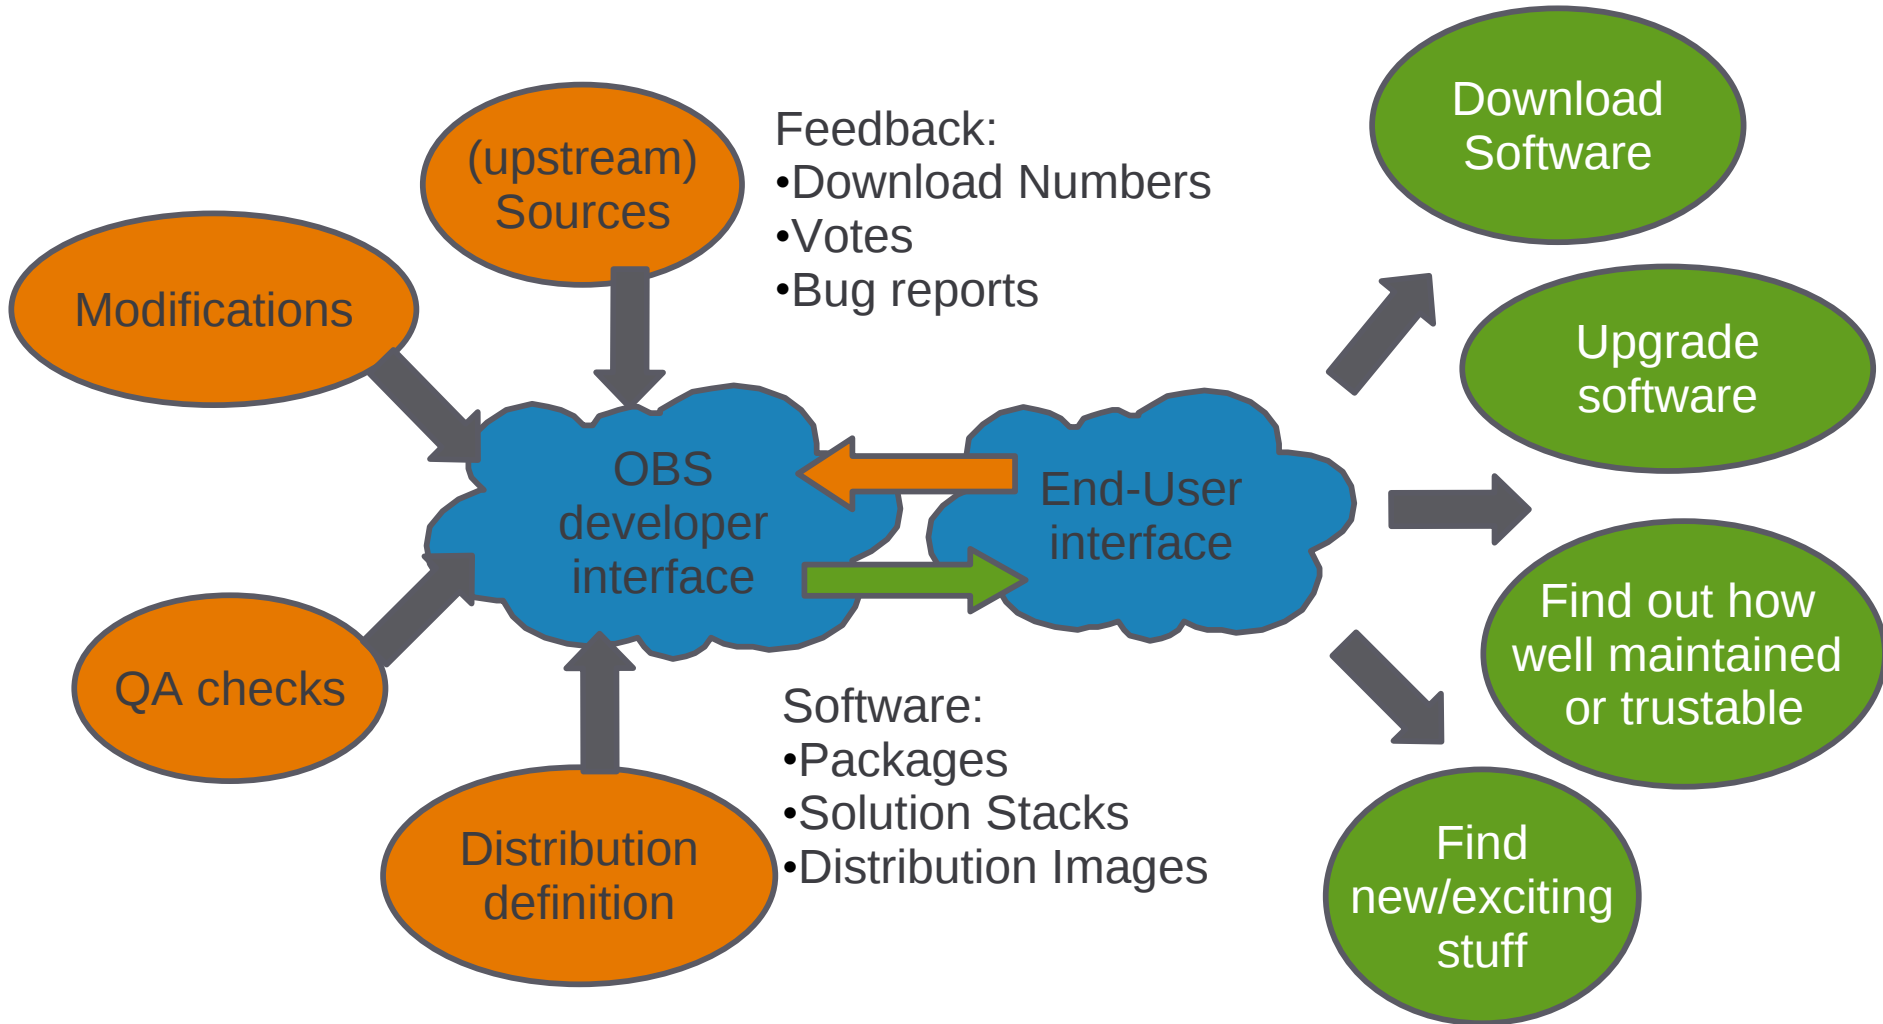 (upstream)
Sources
Modifications
QA checks
Distribution
definition
Feedback:
•Download Numbers
•Votes
•Bug reports
OBS
developer
interface
End-User
interface
Software:
•Packages
•Solution Stacks
•Distribution Images
Download
Software
Upgrade
software
Find out how
well maintained
or trustable
Find
new/exciting
stuff